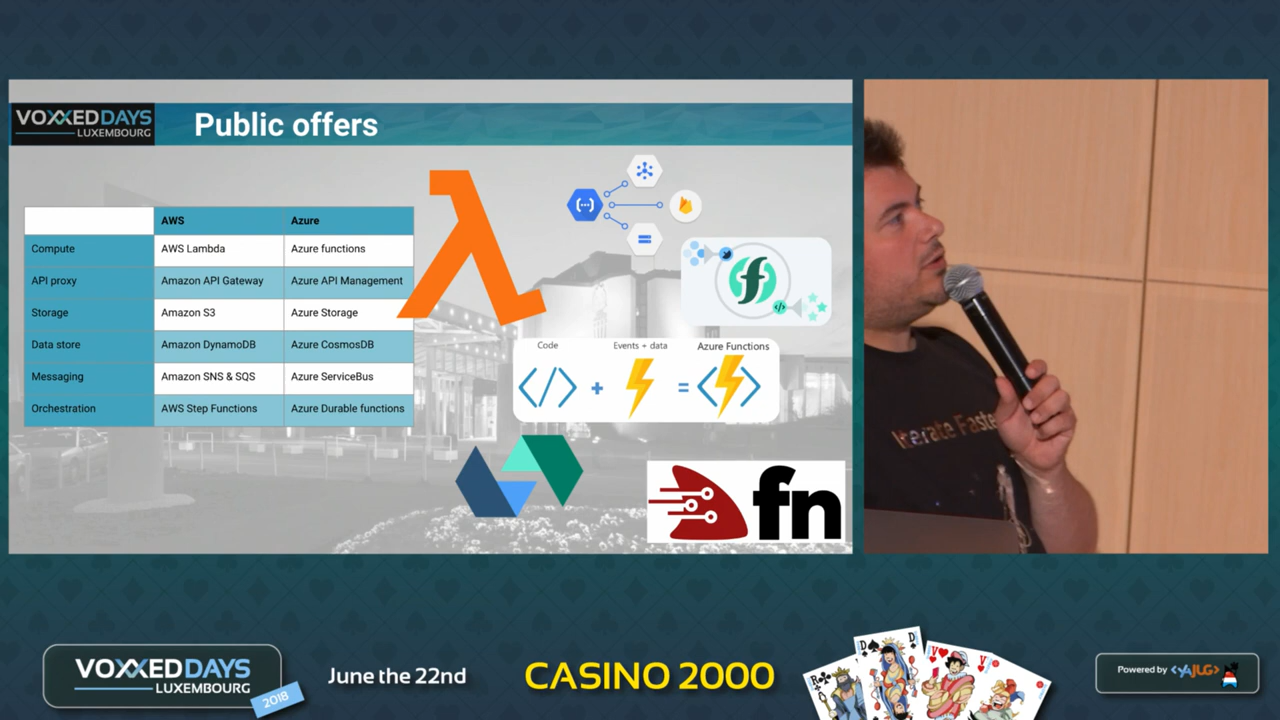 VOXXEDDAYS
LUXEMBOURG
Public offers
AWS
Azure
Compute
AWS Lambda
Azure functions
API proxy
Amazon API Gateway
Azure API Management
Storage
Amazon S3
Azure Storage
Data store
Amazon DynamoDB
Azure CosmosDB
Messaging
Amazon SNS & SQS
Azure ServiceBus
Orchestration
AWS Step Functions
Azure Durable functions
Code
Events + data
Azure Functions
</> + = < >
fn
Iterate Faste
VOXXEDDAYS
LUXEMBOURG
2018
June the 22nd
CASINO 2000
R
D
D
V
V
Powered by <YAJUG>